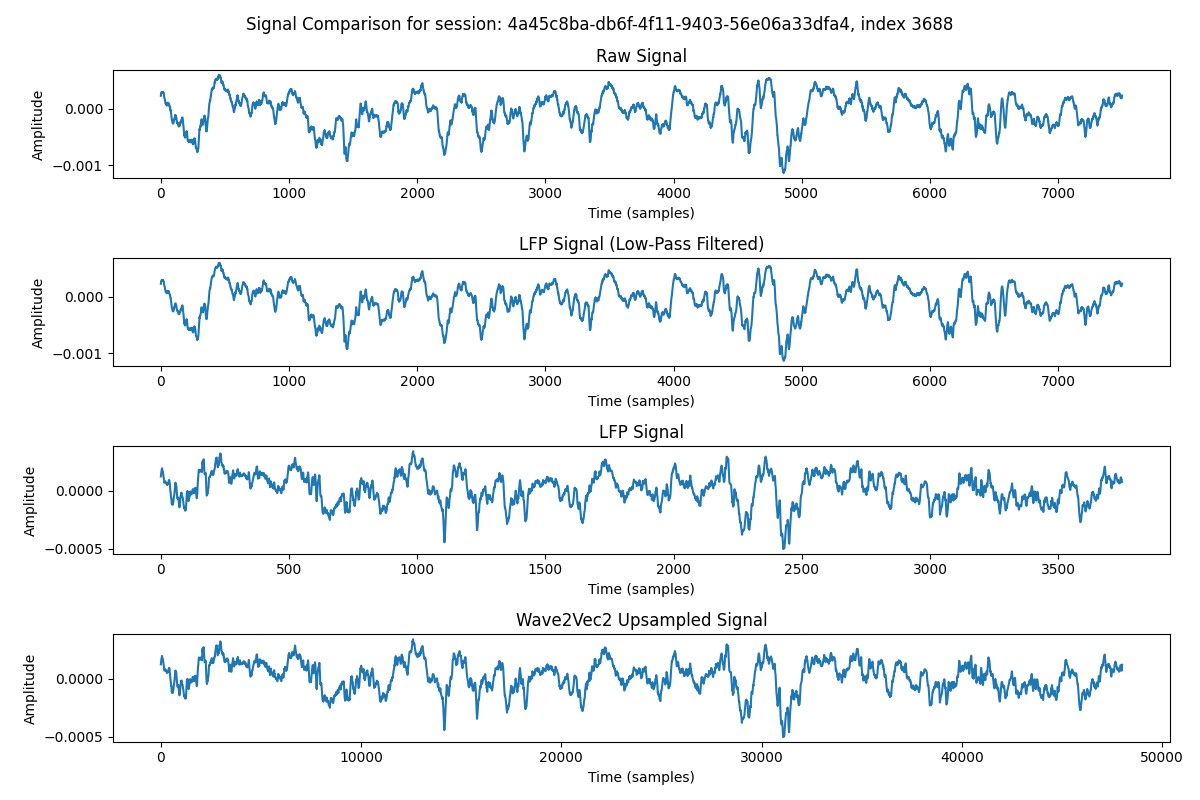 Signal Comparison for session: 4a45c8ba-db6f-4f11-9403-56e06a33dfa4, index 3688
Raw Signal
Amplitude
0.000
−0.001
0 1000 2000 3000 4000 5000 6000 7000
Time (samples)
LFP Signal (Low-Pass Filtered)
Amplitude
0.000
−0.001
0 1000 2000 3000 4000 5000 6000 7000
Time (samples)
LFP Signal
Amplitude
0.0000
−0.0005
0 500 1000 1500 2000 2500 3000 3500
Time (samples)
Wave2Vec2 Upsampled Signal
Amplitude
0.0000
−0.0005
0 10000 20000 30000 40000 50000
Time (samples)